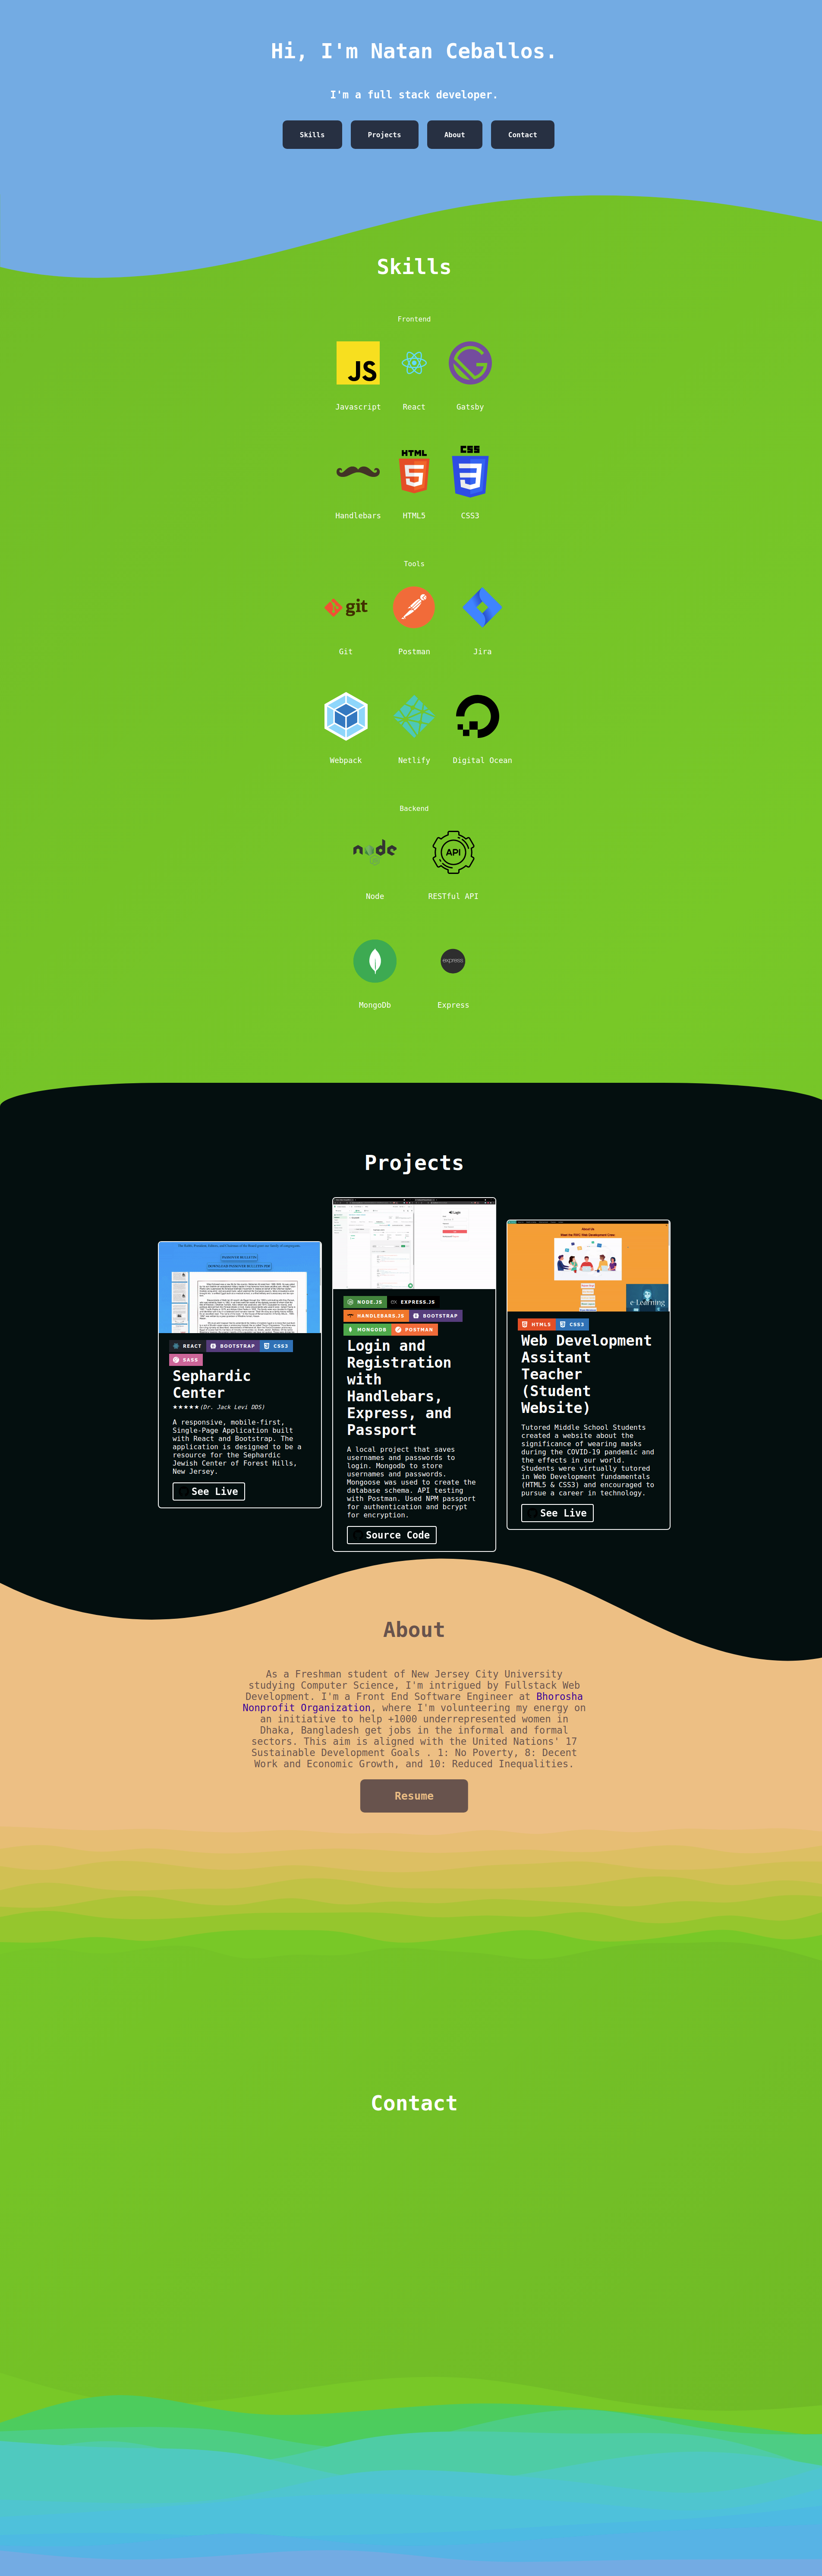 Hi, I'm Natan Ceballos.
I'm a full stack developer.
Skills Projects About Contact
Skills
Frontend
JS
Javascript React Gatsby
HTML CSS
Handlebars HTML5 CSS3
Tools
git
Git Postman Jira
Webpack Netlify Digital Ocean
Backend
node API
Node RESTful API
express
MongoDb Express
Projects
REACT BOOTSTRAP CSS3
SASS
Sephardic
Center
★★★★★(Dr. Jack Levi DDS)
A responsive, mobile-first,
Single-Page Application built
with React and Bootstrap. The
application is designed to be a
resource for the Sephardic
Jewish Center of Forest Hills,
New Jersey.
See Live
Login
NODE.JS EX EXPRESS.JS
HANDLEBARS.JS BOOTSTRAP
MONGODB POSTMAN
Login and
Registration
with
Handlebars,
Express, and
Passport
A local project that saves
usernames and passwords to
login. Mongodb to store
usernames and passwords.
Mongoose was used to create the
database schema. API testing
with Postman. Used NPM passport
for authentication and bcrypt
for encryption.
Source Code
About Us
e-Learning
HTML5 CSS3
Web Development
Assitant
Teacher
(Student
Website)
Tutored Middle School Students
created a website about the
significance of wearing masks
during the COVID-19 pandemic and
the effects in our world.
Students were virtually tutored
in Web Development fundamentals
(HTML5 & CSS3) and encouraged to
pursue a career in technology.
See Live
About
As a Freshman student of New Jersey City University
studying Computer Science, I'm intrigued by Fullstack Web
Development. I'm a Front End Software Engineer at Bhorosha
Nonprofit Organization, where I'm volunteering my energy on
an initiative to help +1000 underrepresented women in
Dhaka, Bangladesh get jobs in the informal and formal
sectors. This aim is aligned with the United Nations' 17
Sustainable Development Goals . 1: No Poverty, 8: Decent
Work and Economic Growth, and 10: Reduced Inequalities.
Resume
Contact